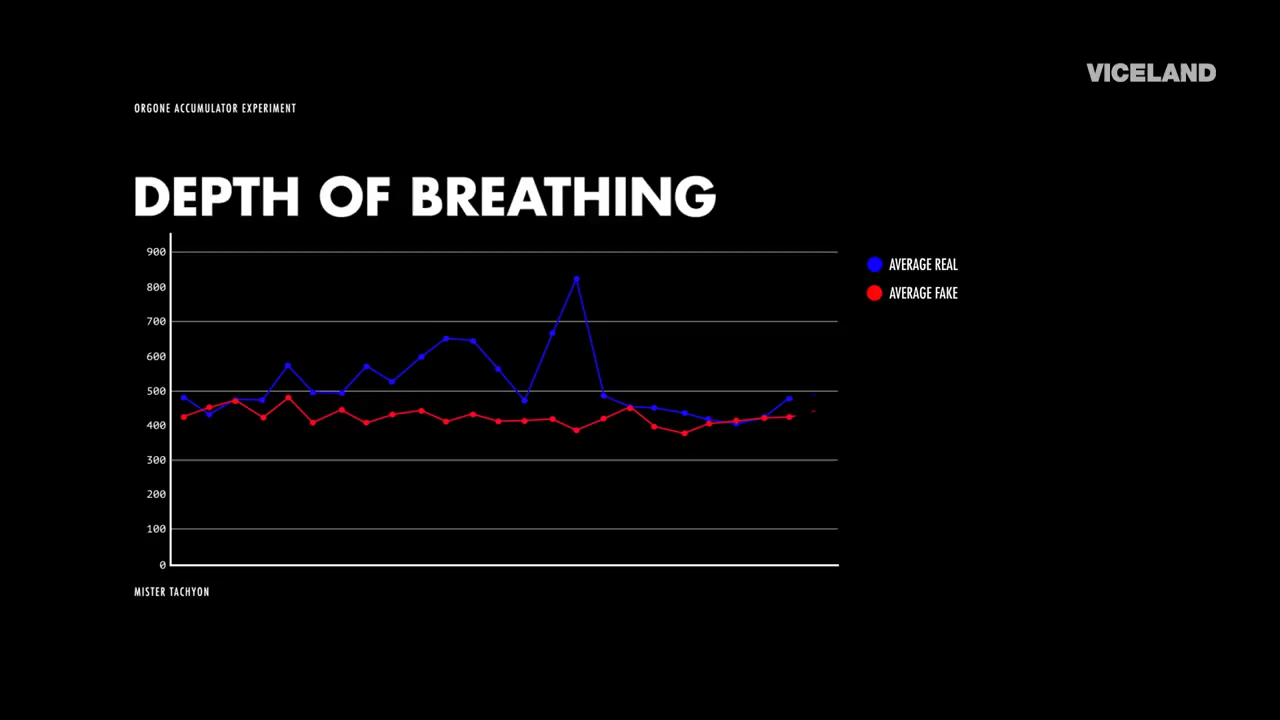 VICELAND
ORGONE ACCUMULATOR EXPERIMENT
DEPTH OF BREATHING
900
800
700
600
500
400
300
200
100
0
AVERAGE REAL
AVERAGE FAKE
MISTER TACHYON